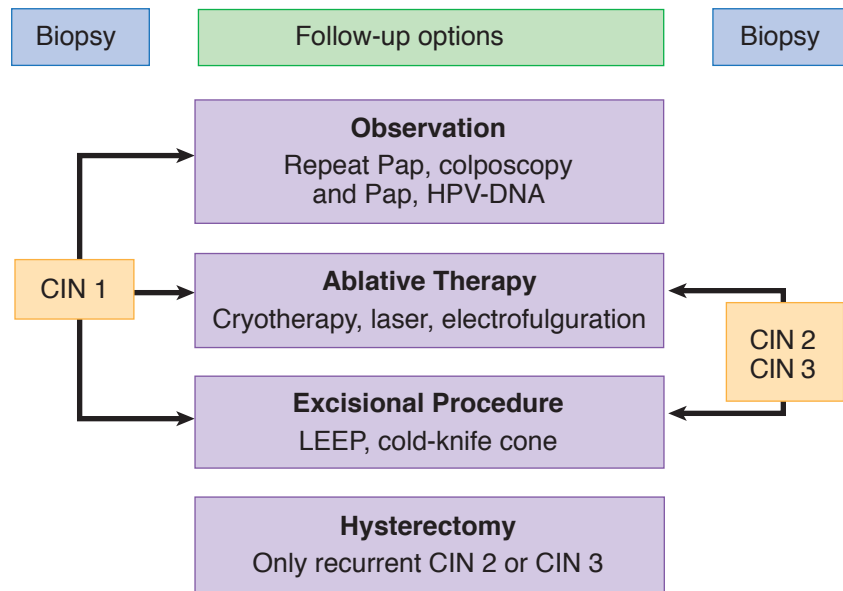 Biopsy
Follow-up options
Biopsy
Observation
Repeat Pap, colposcopy
and Pap, HPV-DNA
CIN 1
Ablative Therapy
Cryotherapy, laser, electrofulguration
CIN 2
CIN 3
Excisional Procedure
LEEP, cold-knife cone
Hysterectomy
Only recurrent CIN 2 or CIN 3